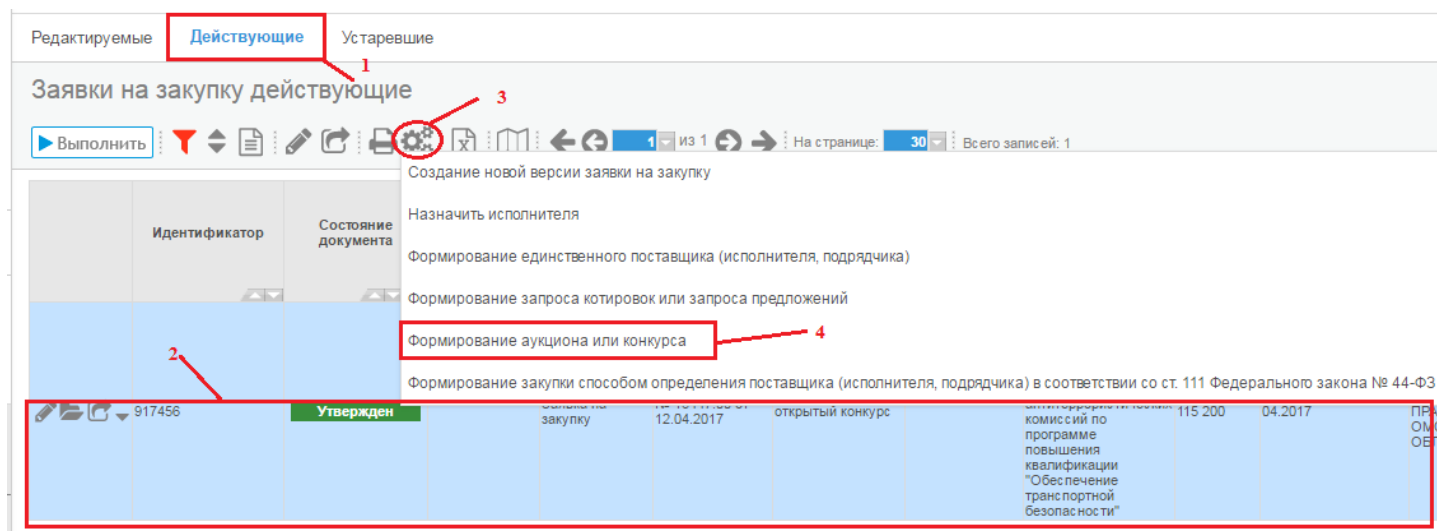 Редактируемые Действующие Устаревшие
1
Заявки на закупку действующие
3
Выполнить 1 из 1 На странице: 30 Всего записей: 1
Создание новой версии заявки на закупку
Назначить исполнителя
Идентификатор
Состояние
документа
Формирование единственного поставщика (исполнителя, подрядчика)
Формирование запроса котировок или запроса предложений
Формирование аукциона или конкурса
4
2
Формирование закупки способом определения поставщика (исполнителя, подрядчика) в соответствии со ст. 111 Федерального закона № 44-ФЗ
917456 Утвержден открытый конкурс 115 200 04.2017
закупку 12.04.2017 комиссий по
программе
повышения
квалификации
"Обеспечение
транспортной
безопасности"